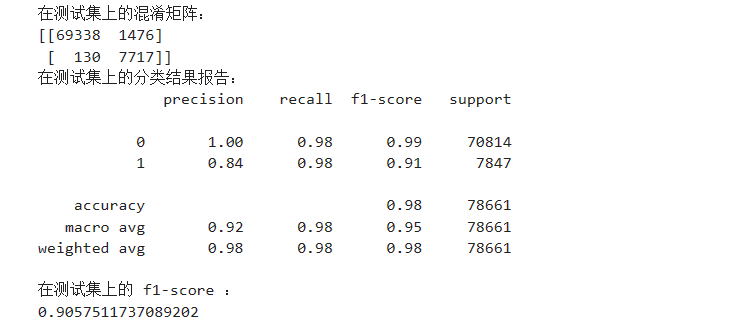 在测试集上的混淆矩阵：
[[69338  1476]
 [  130  7717]]
在测试集上的分类结果报告：
              precision    recall  f1-score   support

           0       1.00      0.98      0.99     70814
           1       0.84      0.98      0.91      7847

    accuracy                           0.98     78661
   macro avg       0.92      0.98      0.95     78661
weighted avg       0.98      0.98      0.98     78661

在测试集上的 f1-score ：
0.9057511737089202